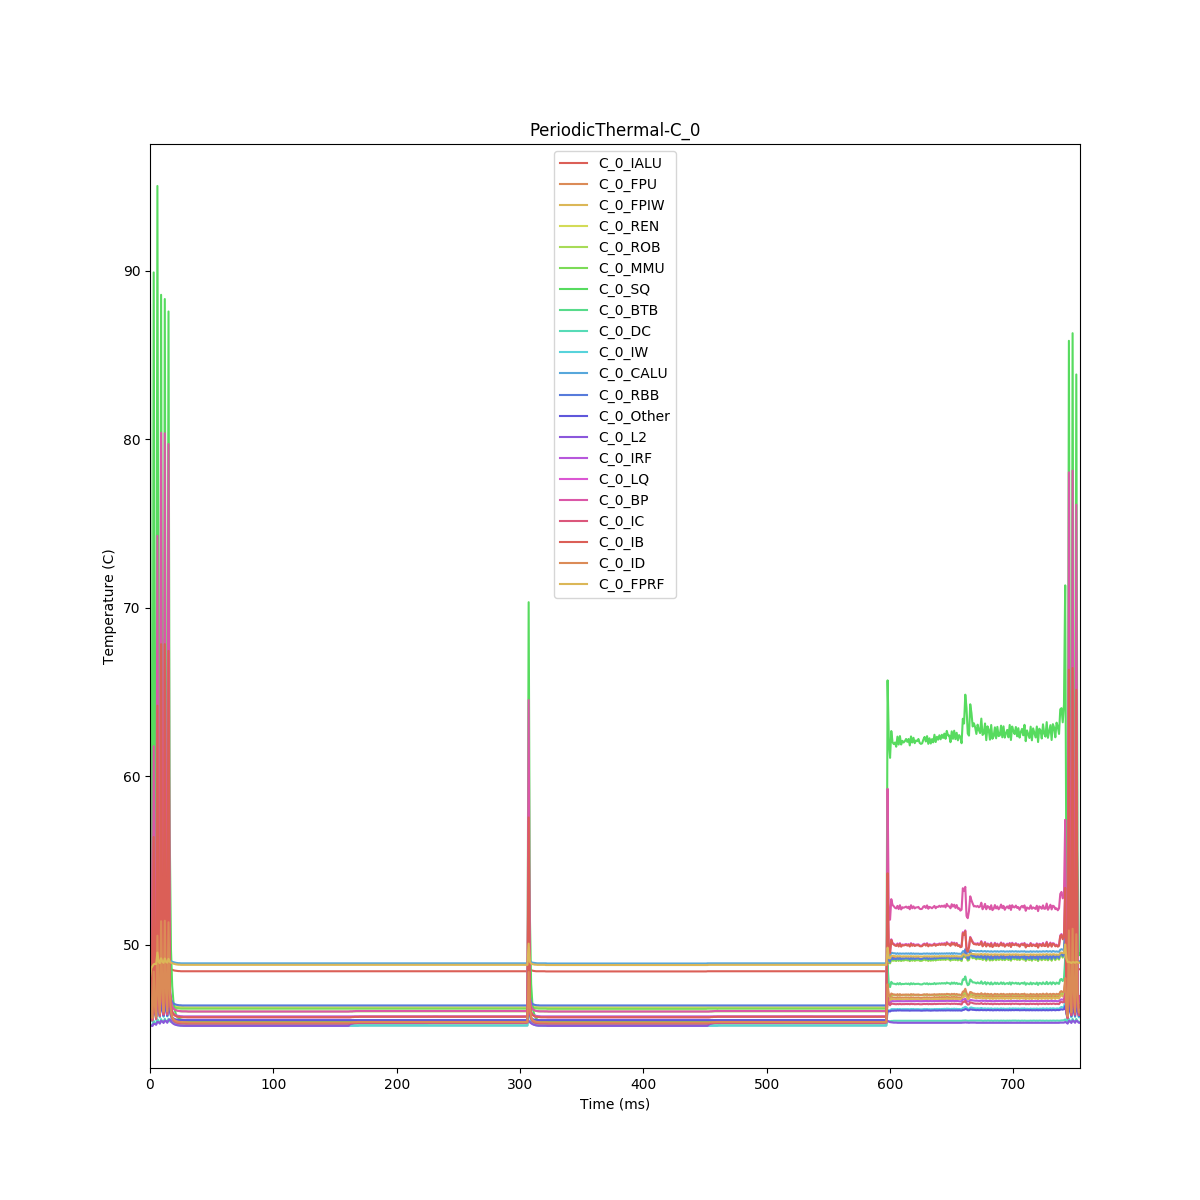 PeriodicThermal-C_0
C_0_IALU
C_0_FPU
C_0_FPIW
C_0_REN
C_0_ROB
C_0_MMU
C_0_SQ
C_0_BTB
C_0_DC
C_0_IW
C_0_CALU
C_0_RBB
C_0_Other
C_0_L2
C_0_IRF
C_0_LQ
C_0_BP
C_0_IC
C_0_IB
C_0_ID
C_0_FPRF
90
80
70
60
50
Temperature (C)
0 100 200 300 400 500 600 700
Time (ms)